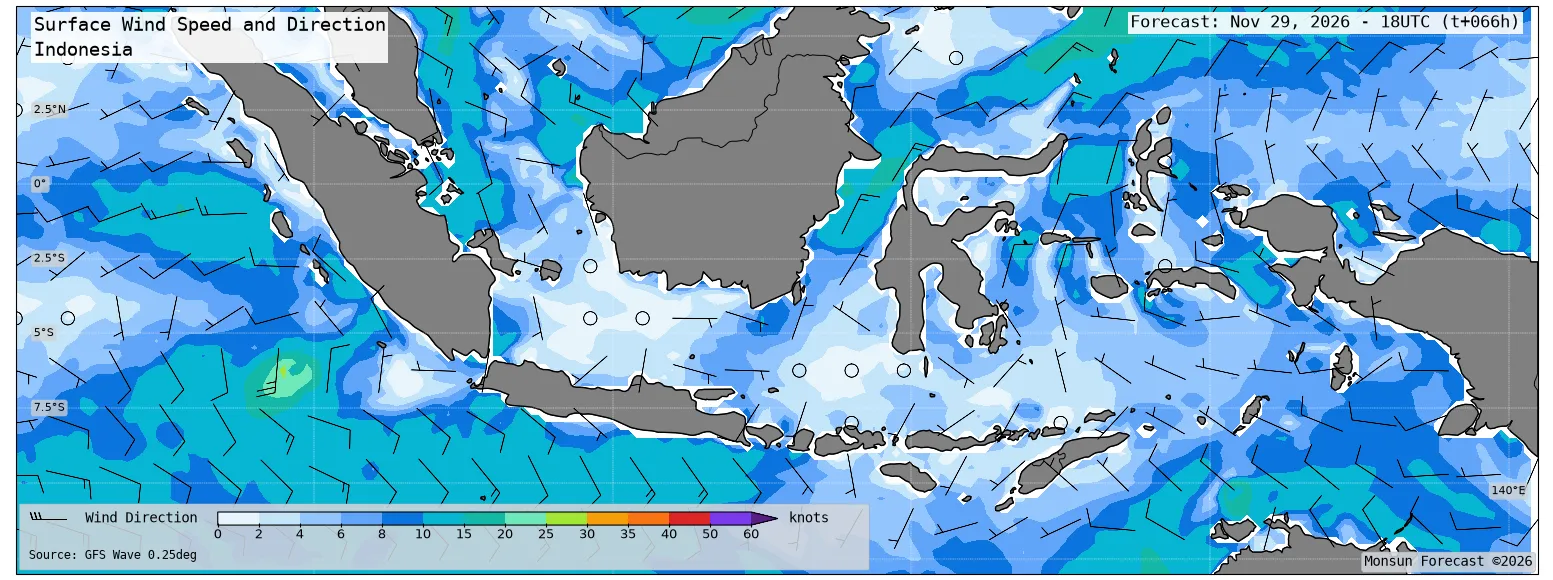 Surface Wind Speed and Direction
Indonesia
Forecast: Nov 29, 2026 - 18UTC (t+066h)
2.5°N
0°
2.5°S
5°S
7.5°S
140°E
Wind Direction
knots
0 2 4 6 8 10 15 20 25 30 35 40 50 60
Source: GFS Wave 0.25deg
Monsun Forecast ©2026